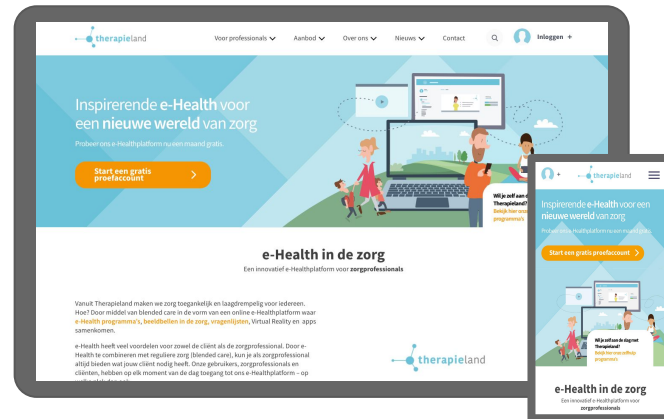 therapieland
Voor professionals
Aanbod
Over ons
Nieuws
Contact
Inloggen +
Inspirerende e-Health voor
een nieuwe wereld van zorg
Probeer ons e-Healthplatform nu een maand gratis.
Start een gratis
proefaccount
Wil je zelf aan d
Therapieland?
Bekijk hier onze
programma's
e-Health in de zorg
Een innovatief e-Healthplatform voor zorgprofessionals
Vanuit Therapieland maken we zorg toegankelijk en laagdrempelig voor iedereen.
Hoe? Door middel van blended care in de vorm van een online e-Healthplatform waar
e-Health programma's, beeldbellen in de zorg, vragenlijsten, Virtual Reality en apps
samenkomen.
e-Health heeft veel voordelen voor zowel de cliënt als de zorgprofessional. Door e-
Health te combineren met reguliere zorg (blended care), kun je als zorgprofessional
altijd bieden wat jouw cliënt nodig heeft. Onze gebruikers, zorgprofessionals en
cliënten, hebben op elk moment van de dag toegang tot ons e-Healthplatform – op
therapieland
+
therapieland
Inspirerende e-Health voor een
nieuwe wereld van zorg
Probeer ons e-Healthplatform nu een maand gratis.
Start een gratis proefaccount
Wil je zelf aan de slag met
Therapieland?
Bekijk hier onze zelfhulp
programma's
e-Health in de zorg
Een innovatief e-Healthplatform voor
zorgprofessionals